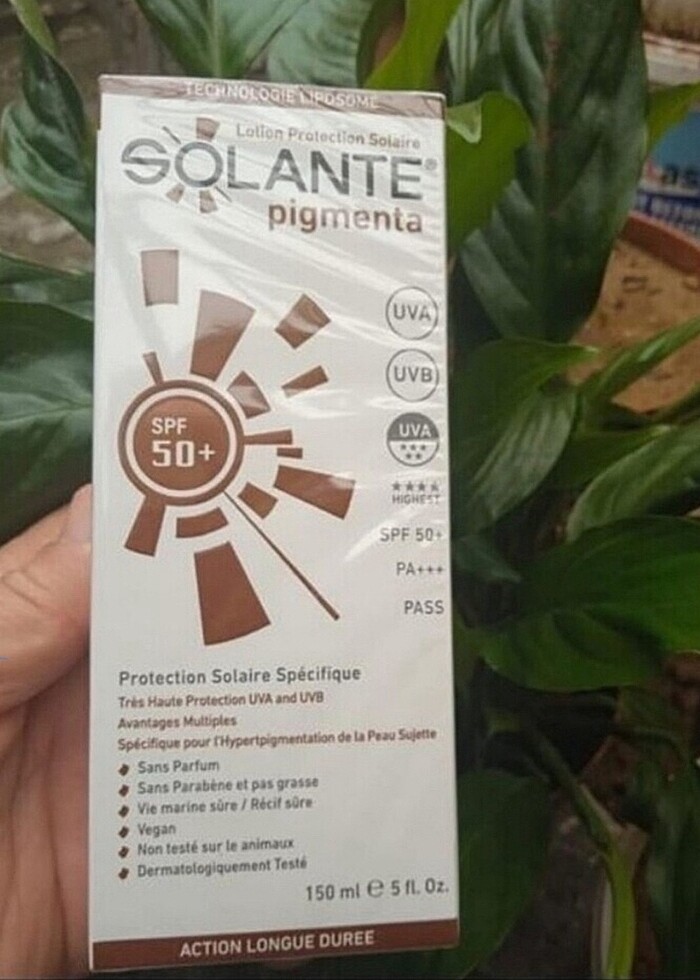 TECHNOLOGIE LIPOSOME
Lotion Protection Solaire
SOLANTE®
pigmenta
UVA
UVB
UVA
HIGHEST
SPF
50+
SPF 50+
PA+++
PASS
Protection Solaire Spécifique
Très Haute Protection UVA and UVB
Avantages Multiples
Spécifique pour l'Hypertpigmentation de la Peau Sujette
Sans Parfum
Sans Parabène et pas grasse
Vie marine sûre / Récif sûre
Vegan
Non testé sur le animaux
Dermatologiquement Testé
150 ml e 5 fl. Oz.
ACTION LONGUE DUREE